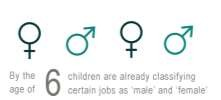 By the age of 6 children are already classifying
certain jobs as 'male' and 'female'